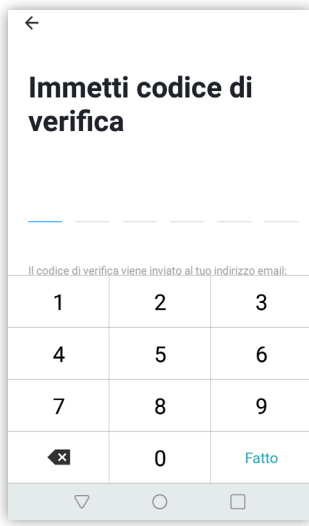 Immetti codice di
verifica
Il codice di verifica viene inviato al tuo indirizzo email:
1 2 3
4 5 6
7 8 9
0 Fatto